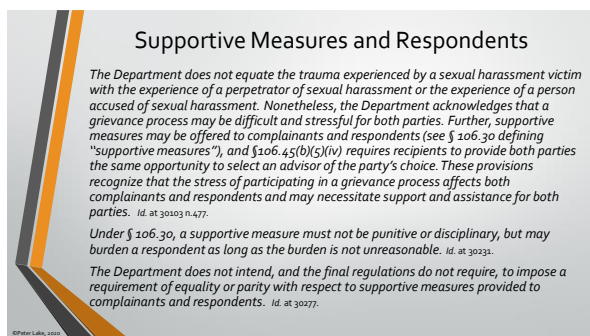 Supportive Measures and Respondents
The Department does not equate the trauma experienced by a sexual harassment victim
with the experience of a perpetrator of sexual harassment or the experience of a person
accused of sexual harassment. Nonetheless, the Department acknowledges that a
grievance process may be difficult and stressful for both parties. Further, supportive
measures may be offered to complainants and respondents (see § 106.30 defining
"supportive measures"), and §106.45(b)(5)(iv) requires recipients to provide both parties
the same opportunity to select an advisor of the party's choice. These provisions
recognize that the stress of participating in a grievance process affects both
complainants and respondents and may necessitate support and assistance for both
parties. Id. at 30103 n.477.
Under § 106.30, a supportive measure must not be punitive or disciplinary, but may
burden a respondent as long as the burden is not unreasonable. Id. at 30231.
The Department does not intend, and the final regulations do not require, to impose a
requirement of equality or parity with respect to supportive measures provided to
complainants and respondents. Id. at 30277.
©Peter Lake, 2020